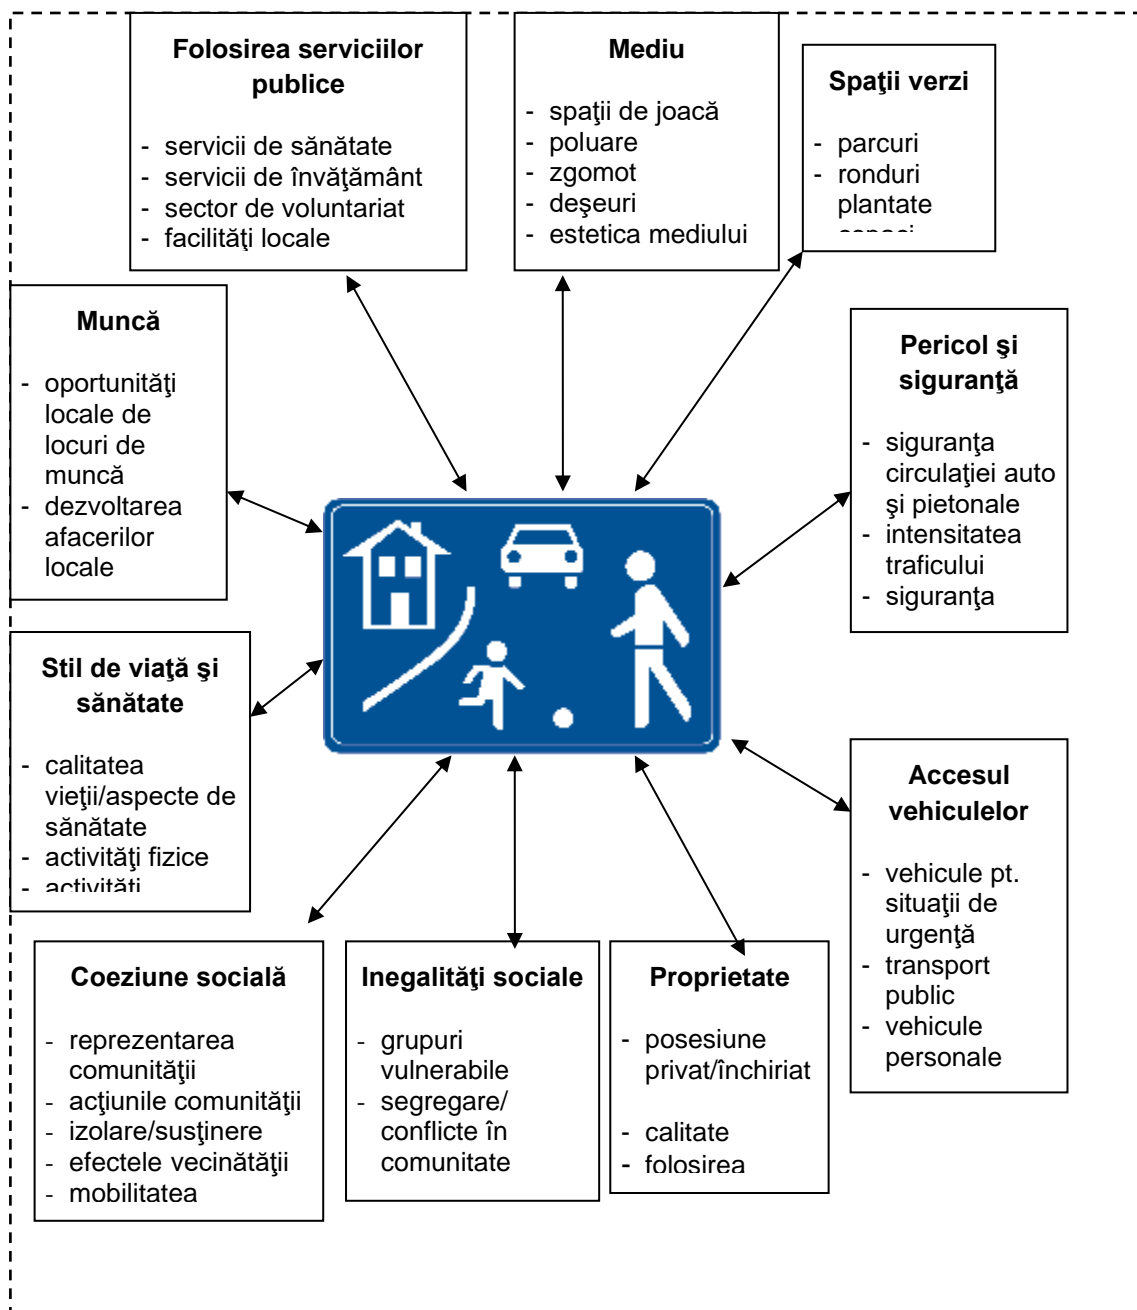 Folosirea serviciilor
publice
- servicii de sănătate
- servicii de învăţământ
- sector de voluntariat
- facilităţi locale
Mediu
- spaţii de joacă
- poluare
- zgomot
- deşeuri
- estetica mediului
Spaţii verzi
- parcuri
- ronduri
plantate
Muncă
- oportunităţi
locale de
locuri de
muncă
- dezvoltarea
afacerilor
locale
Pericol şi
siguranţă
- siguranţa
circulaţiei auto
şi pietonale
- intensitatea
traficului
- siguranţa
Stil de viaţă şi
sănătate
- calitatea
vieţii/aspecte de
sănătate
- activităţi fizice
- activităţi
Accesul
vehiculelor
- vehicule pt.
situaţii de
urgenţă
- transport
public
- vehicule
personale
Coeziune socială
- reprezentarea
comunităţii
- acţiunile comunităţii
- izolare/susţinere
- efectele vecinătăţii
- mobilitatea
Inegalităţi sociale
- grupuri
vulnerabile
- segregare/
conflicte în
comunitate
Proprietate
- posesiune
privat/închiriat
- calitate
- folosirea